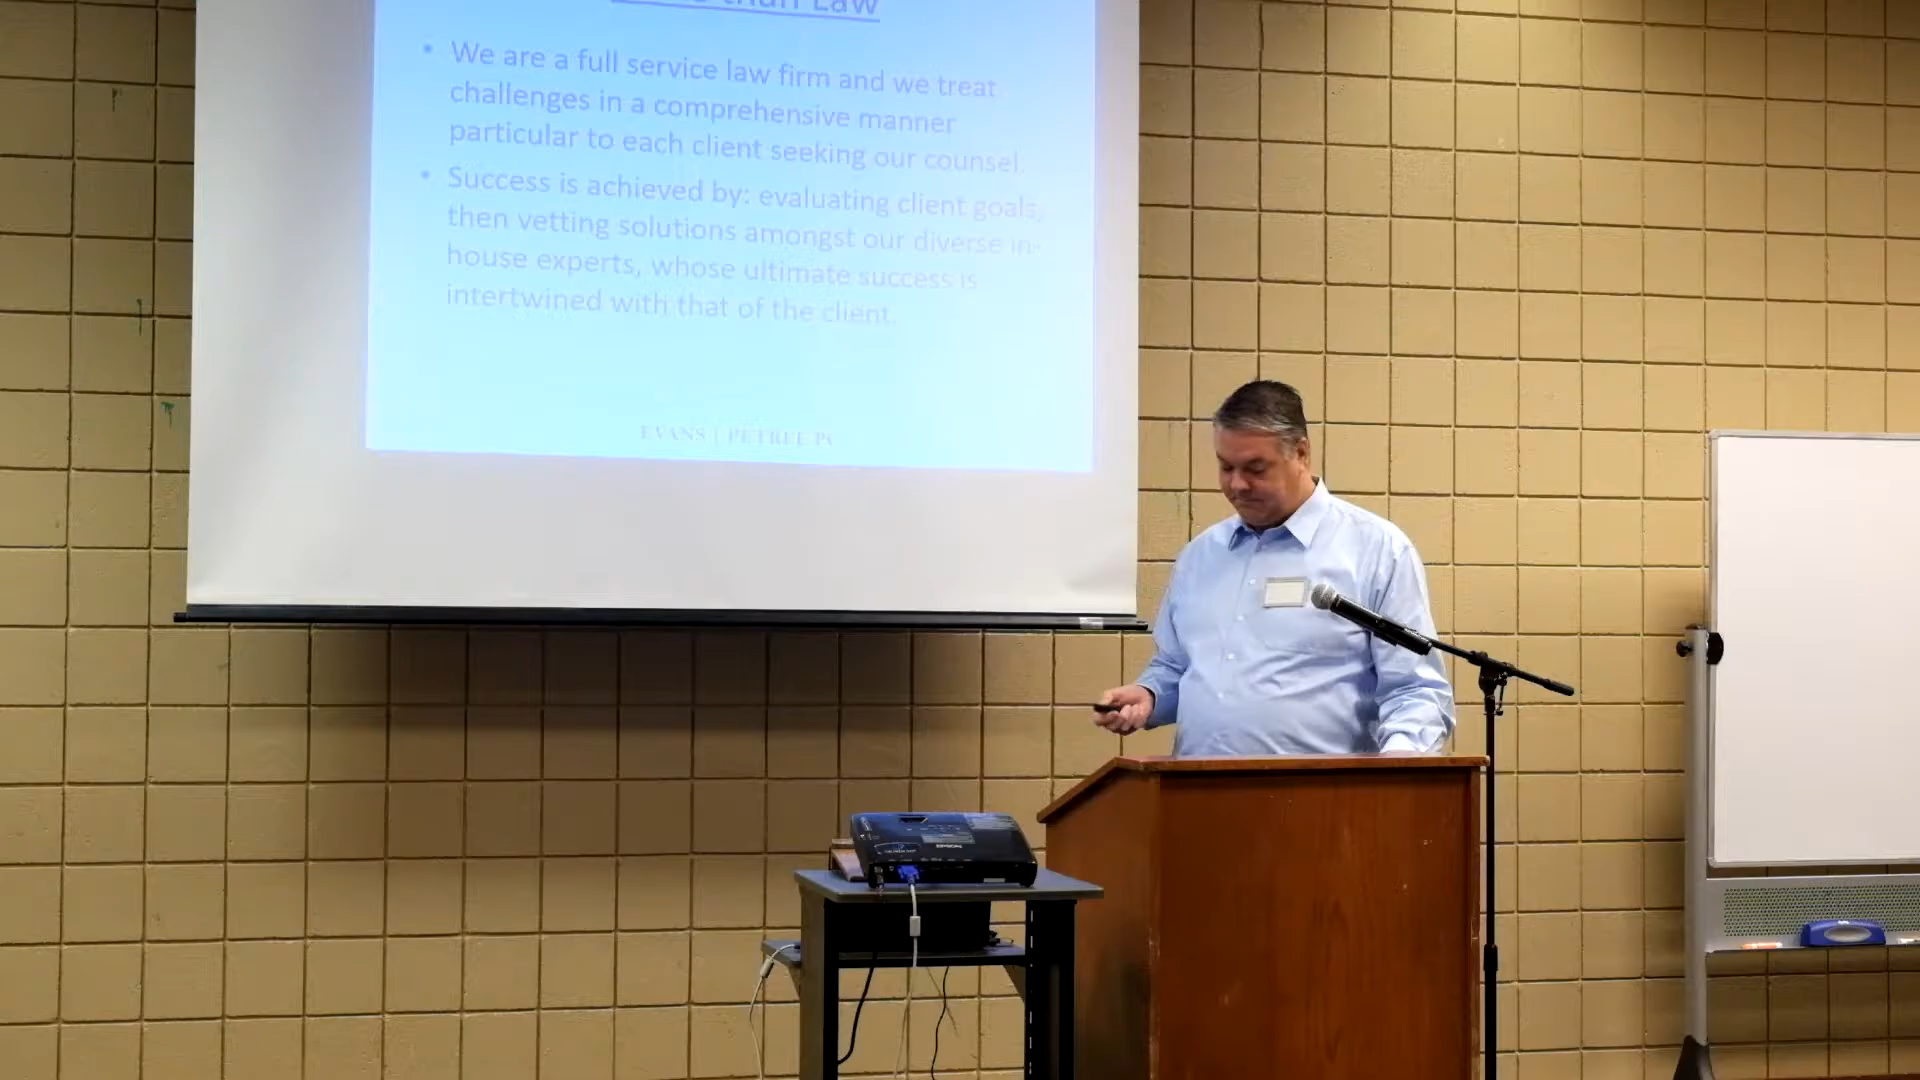 than Law
• We are a full service law firm and we treat
challenges in a comprehensive manner
particular to each client seeking our counsel.
• Success is achieved by: evaluating client goals,
then vetting solutions amongst our diverse in-
house experts, whose ultimate success is
intertwined with that of the client.
EVANS | PETREE PC